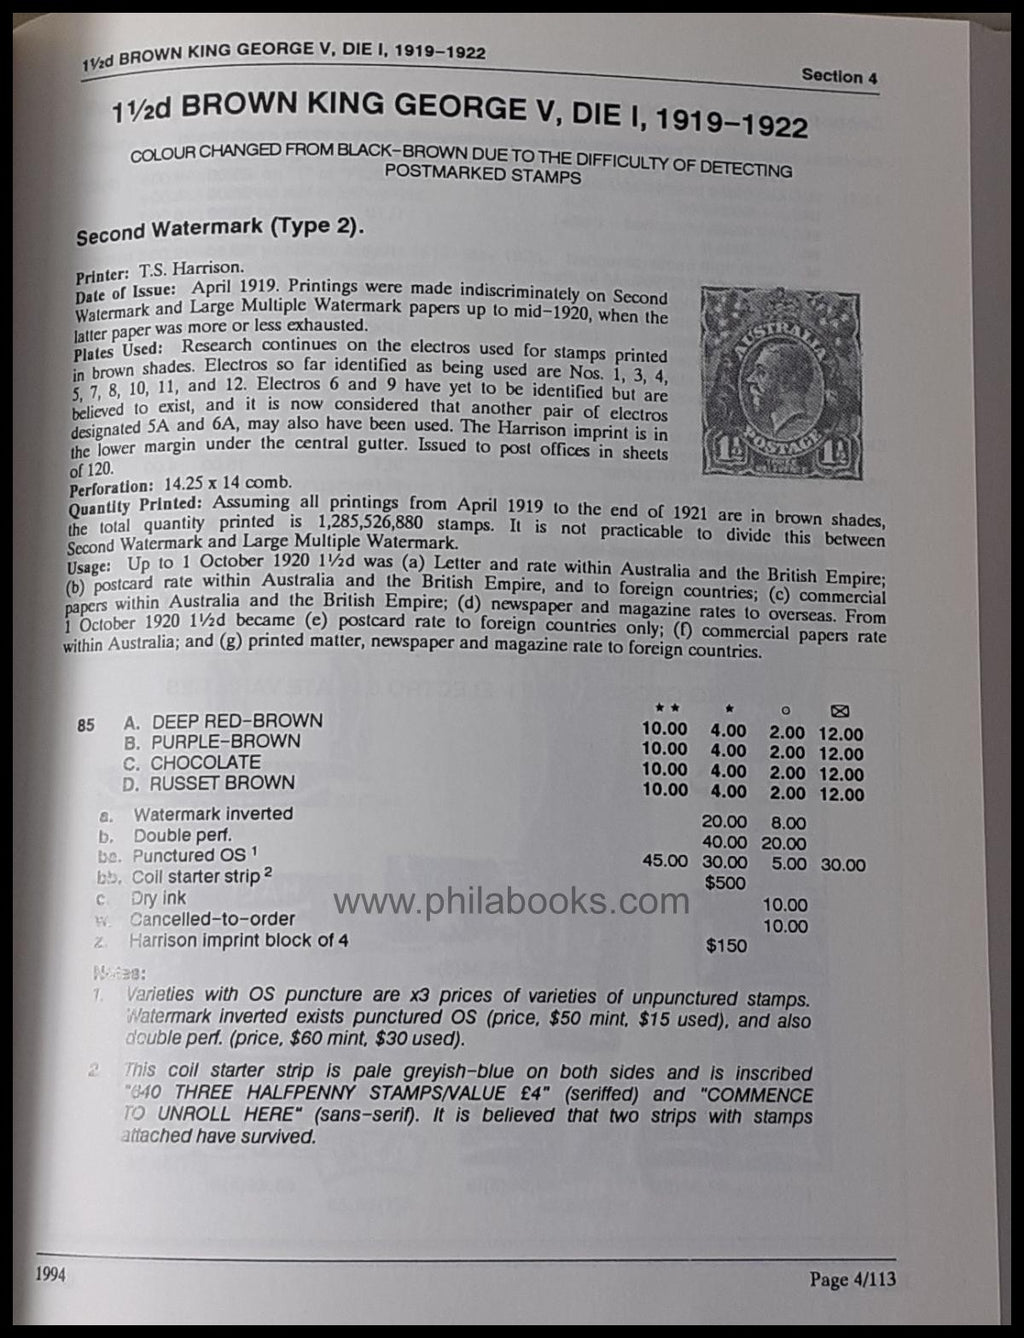 1½d BROWN KING GEORGE V, DIE I, 1919–1922
Section 4
1½d BROWN KING GEORGE V, DIE I, 1919–1922
COLOUR CHANGED FROM BLACK–BROWN DUE TO THE DIFFICULTY OF DETECTING
POSTMARKED STAMPS
Second Watermark (Type 2).
Printer: T.S. Harrison.
Date of Issue: April 1919. Printings were made indiscriminately on Second
Watermark and Large Multiple Watermark papers up to mid–1920, when the
latter paper was more or less exhausted.
Plates Used: Research continues on the electros used for stamps printed
in brown shades. Electros so far identified as being used are Nos. 1, 3, 4,
5, 7, 8, 10, 11, and 12. Electros 6 and 9 have yet to be identified but are
believed to exist, and it is now considered that another pair of electros
designated 5A and 6A, may also have been used. The Harrison imprint is in
the lower margin under the central gutter. Issued to post offices in sheets
of 120.
AUSTRALIA
POSTAGE
1½ 1½
Perforation: 14.25 x 14 comb.
Quantity Printed: Assuming all printings from April 1919 to the end of 1921 are in brown shades,
the total quantity printed is 1,285,526,880 stamps. It is not practicable to divide this between
Second Watermark and Large Multiple Watermark.
Usage: Up to 1 October 1920 1½d was (a) Letter and rate within Australia and the British Empire;
(b) postcard rate within Australia and the British Empire, and to foreign countries; (c) commercial
papers within Australia and the British Empire; (d) newspaper and magazine rates to overseas. From
1 October 1920 1½d became (e) postcard rate to foreign countries only; (f) commercial papers rate
within Australia; and (g) printed matter, newspaper and magazine rate to foreign countries.
★★ ★ ⊙ ✉
85 A. DEEP RED–BROWN 10.00 4.00 2.00 12.00
B. PURPLE–BROWN 10.00 4.00 2.00 12.00
C. CHOCOLATE 10.00 4.00 2.00 12.00
D. RUSSET BROWN 10.00 4.00 2.00 12.00
a. Watermark inverted 20.00 8.00
b. Double perf. 40.00 20.00
ba. Punctured OS 1 45.00 30.00 5.00 30.00
bb. Coil starter strip 2 $500
c. Dry ink 10.00
w. Cancelled–to–order 10.00
z. Harrison imprint block of 4 $150
www.philabooks.com
Notes:
1. Varieties with OS puncture are x3 prices of varieties of unpunctured stamps.
Watermark inverted exists punctured OS (price, $50 mint, $15 used), and also
double perf. (price, $60 mint, $30 used).
2 This coil starter strip is pale greyish–blue on both sides and is inscribed
"640 THREE HALFPENNY STAMPS/VALUE £4" (seriffed) and "COMMENCE
TO UNROLL HERE" (sans–serif). It is believed that two strips with stamps
attached have survived.
1994
Page 4/113